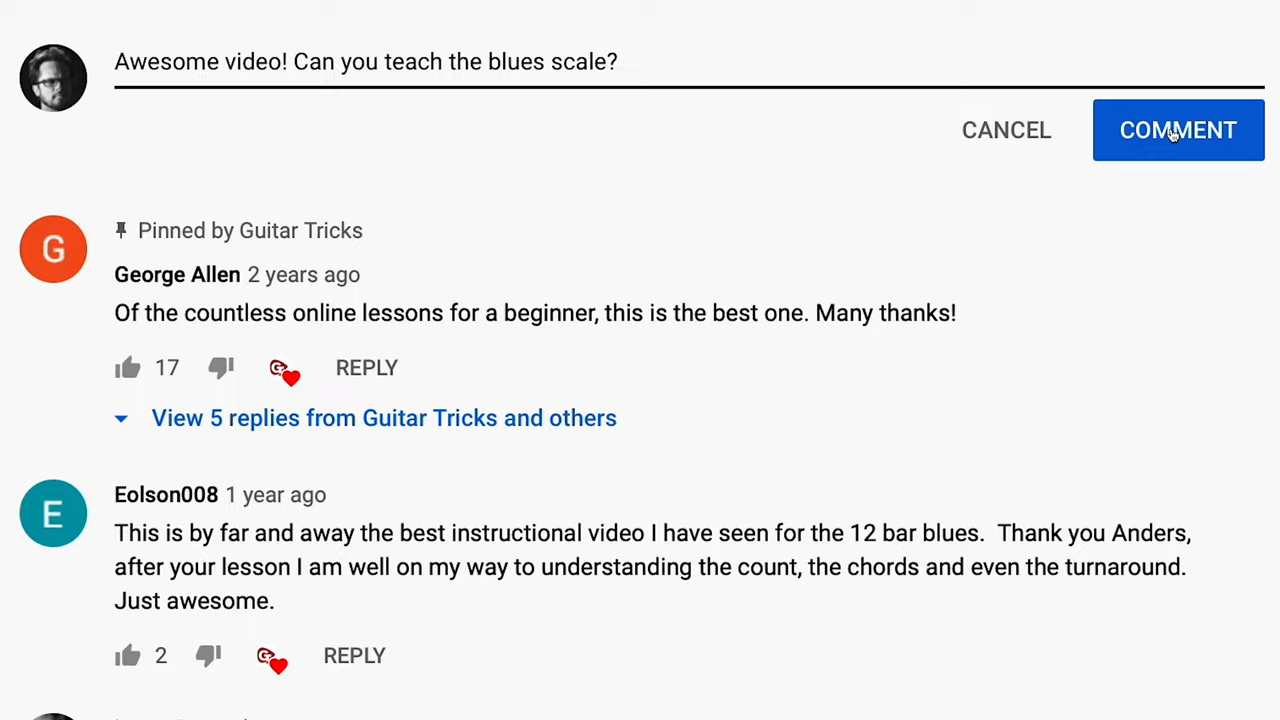 Awesome video! Can you teach the blues scale?
CANCEL
COMMENT
G
Pinned by Guitar Tricks
George Allen 2 years ago
Of the countless online lessons for a beginner, this is the best one. Many thanks!
17
REPLY
View 5 replies from Guitar Tricks and others
E
Eolson008 1 year ago
This is by far and away the best instructional video I have seen for the 12 bar blues.  Thank you Anders,
after your lesson I am well on my way to understanding the count, the chords and even the turnaround.
Just awesome.
2
REPLY